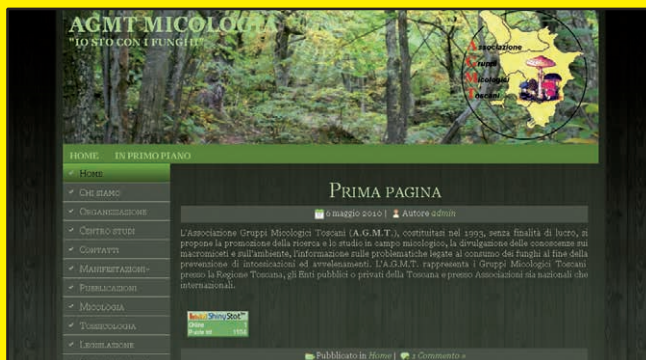 AGMT MICOLOGIA
"IO STO CON I FUNGHI"
Associazione
Gruppi
Micologici
Toscani
HOME IN PRIMO PIANO
Home
Chi siamo
Organizzazione
Centro studi
Contatti
Manifestazioni»
Pubblicazioni
Micologia
Tossicologia
Legislazione
Prima pagina
6 maggio 2010 | Autore admin
L'Associazione Gruppi Micologici Toscani (A.G.M.T.), costituitasi nel 1993, senza finalità di lucro, si
propone la promozione della ricerca e lo studio in campo micologico, la divulgazione delle conoscenze sui
macromiceti e sull'ambiente, l'informazione sulle problematiche legate al consumo dei funghi al fine della
prevenzione di intossicazioni ed avvelenamenti. L'A.G.M.T. rappresenta i Gruppi Micologici Toscani
presso la Regione Toscana, gli Enti pubblici o privati della Toscana e presso Associazioni sia nazionali che
internazionali.
ShinyStat™
Online 1
Pubblicato in Home | 1 Commento »